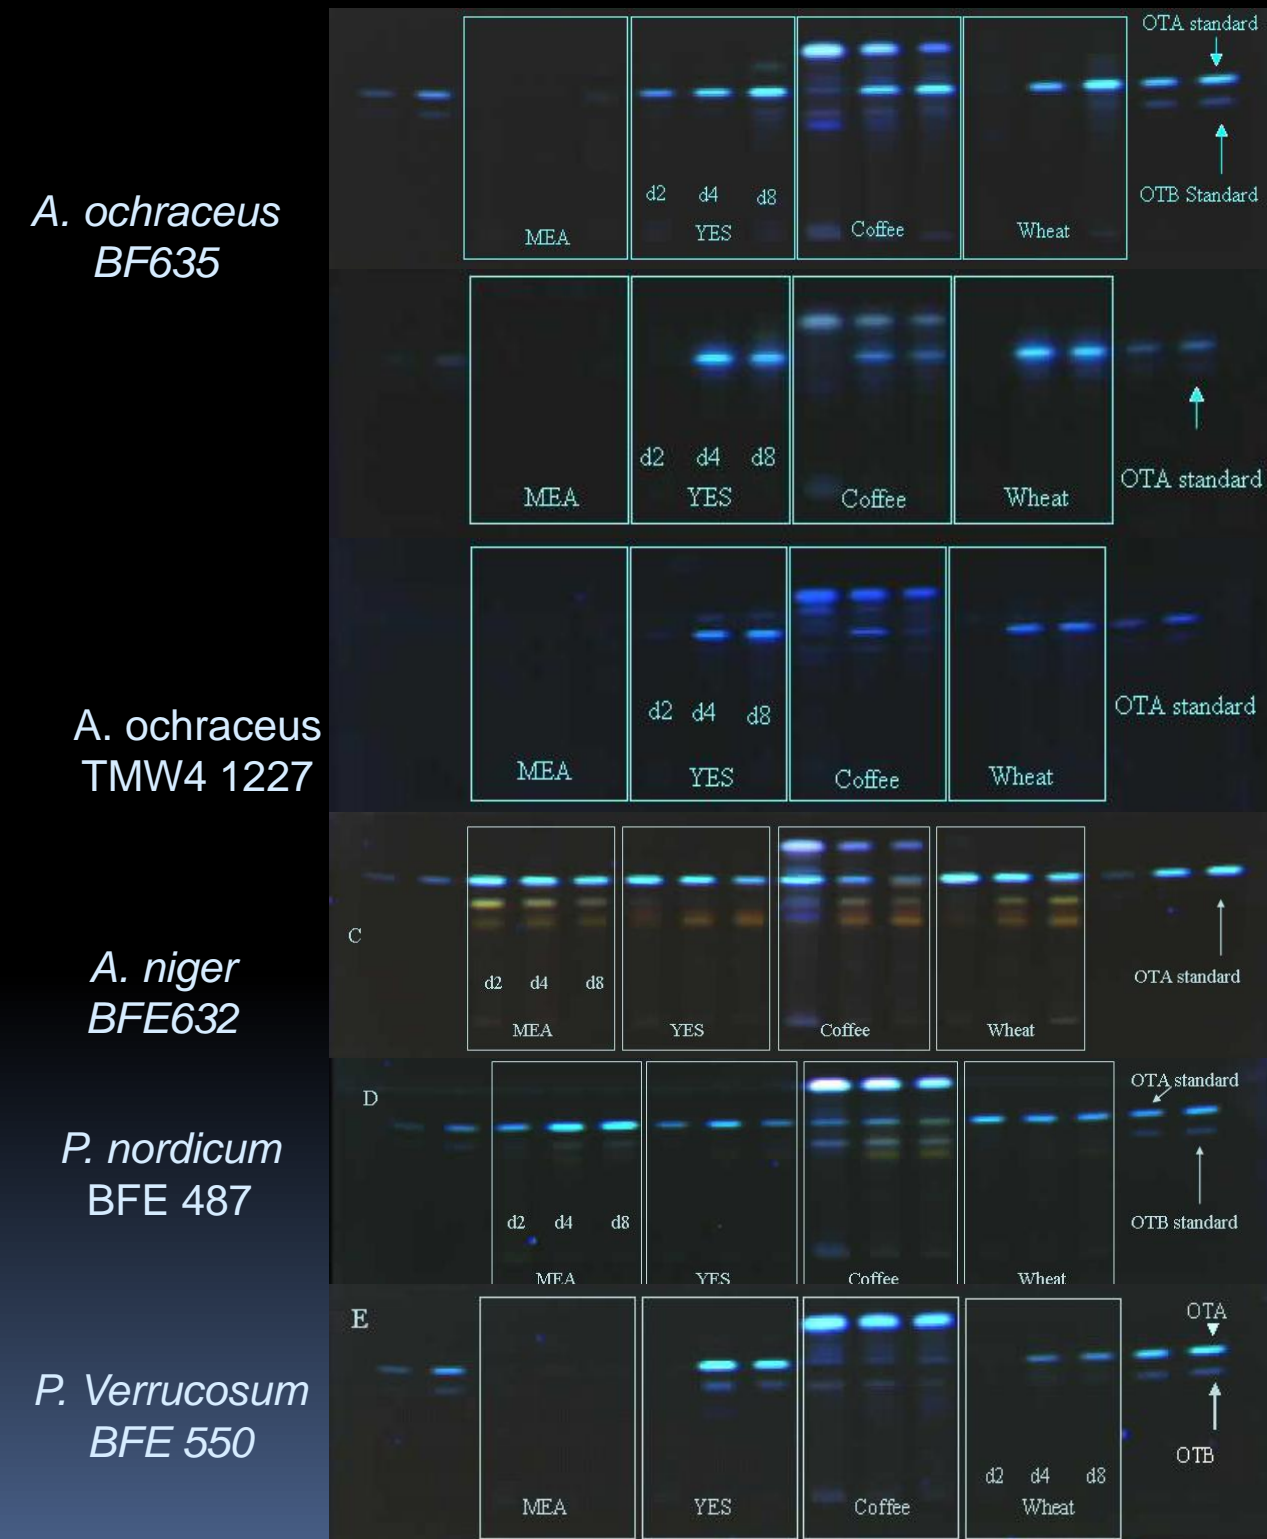 OTA standard
A. ochraceus
BF635
d2 d4 d8
OTB Standard
MEA YES Coffee Wheat
d2 d4 d8
OTA standard
MEA YES Coffee Wheat
A. ochraceus
TMW4 1227
d2 d4 d8
OTA standard
MEA YES Coffee Wheat
C
A. niger
BFE632
d2 d4 d8
OTA standard
MEA YES Coffee Wheat
D
OTA standard
P. nordicum
BFE 487
d2 d4 d8
OTB standard
MEA YES Coffee Wheat
E
OTA
P. Verrucosum
BFE 550
OTB
d2 d4 d8
MEA YES Coffee Wheat